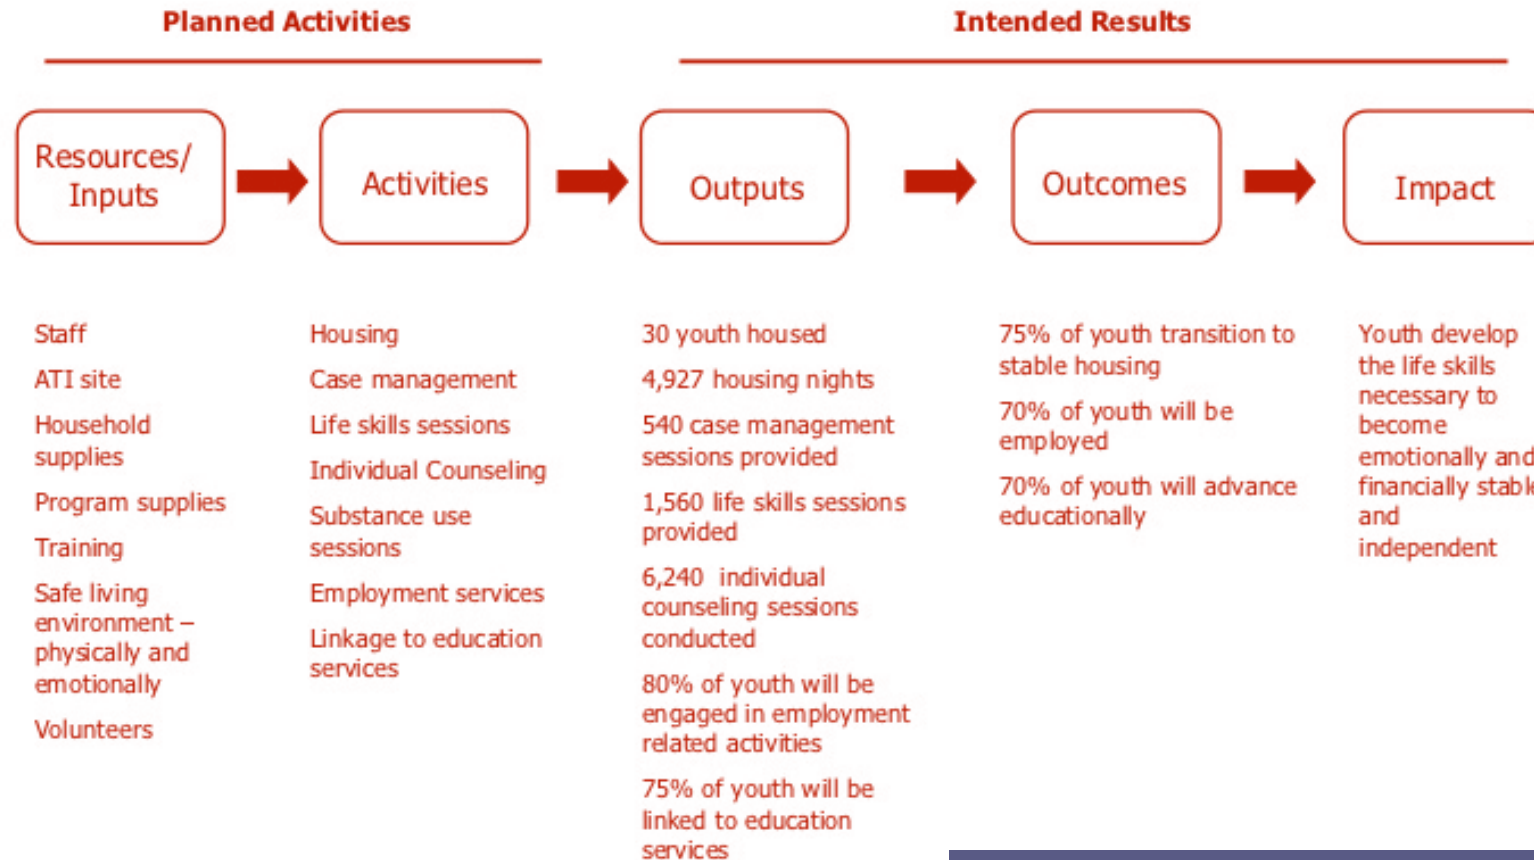 Planned Activities
Intended Results
Resources/
Inputs
Activities
Outputs
Outcomes
Impact
Staff
ATI site
Household
supplies
Program supplies
Training
Safe living
environment –
physically and
emotionally
Volunteers
Housing
Case management
Life skills sessions
Individual Counseling
Substance use
sessions
Employment services
Linkage to education
services
30 youth housed
4,927 housing nights
540 case management
sessions provided
1,560 life skills sessions
provided
6,240 individual
counseling sessions
conducted
80% of youth will be
engaged in employment
related activities
75% of youth will be
linked to education
services
75% of youth transition to
stable housing
70% of youth will be
employed
70% of youth will advance
educationally
Youth develop
the life skills
necessary to
become
emotionally and
financially stable
and
independent